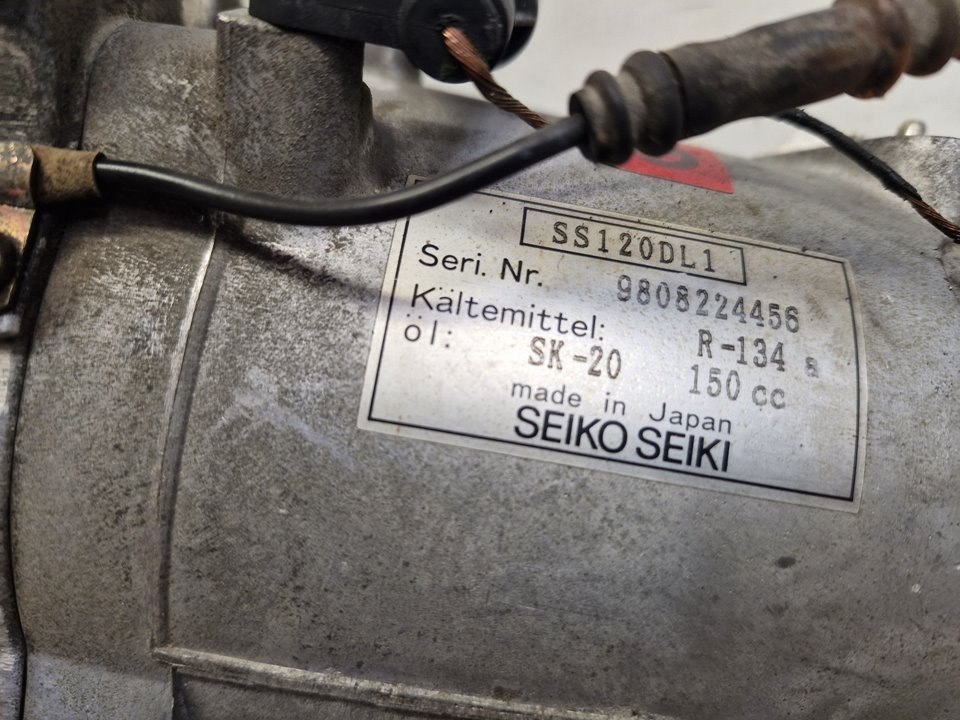 SS120DL1
Seri. Nr. 9808224456
Kältemittel: R-134 a
öl: SK-20 150 cc
made in Japan
SEIKO SEIKI